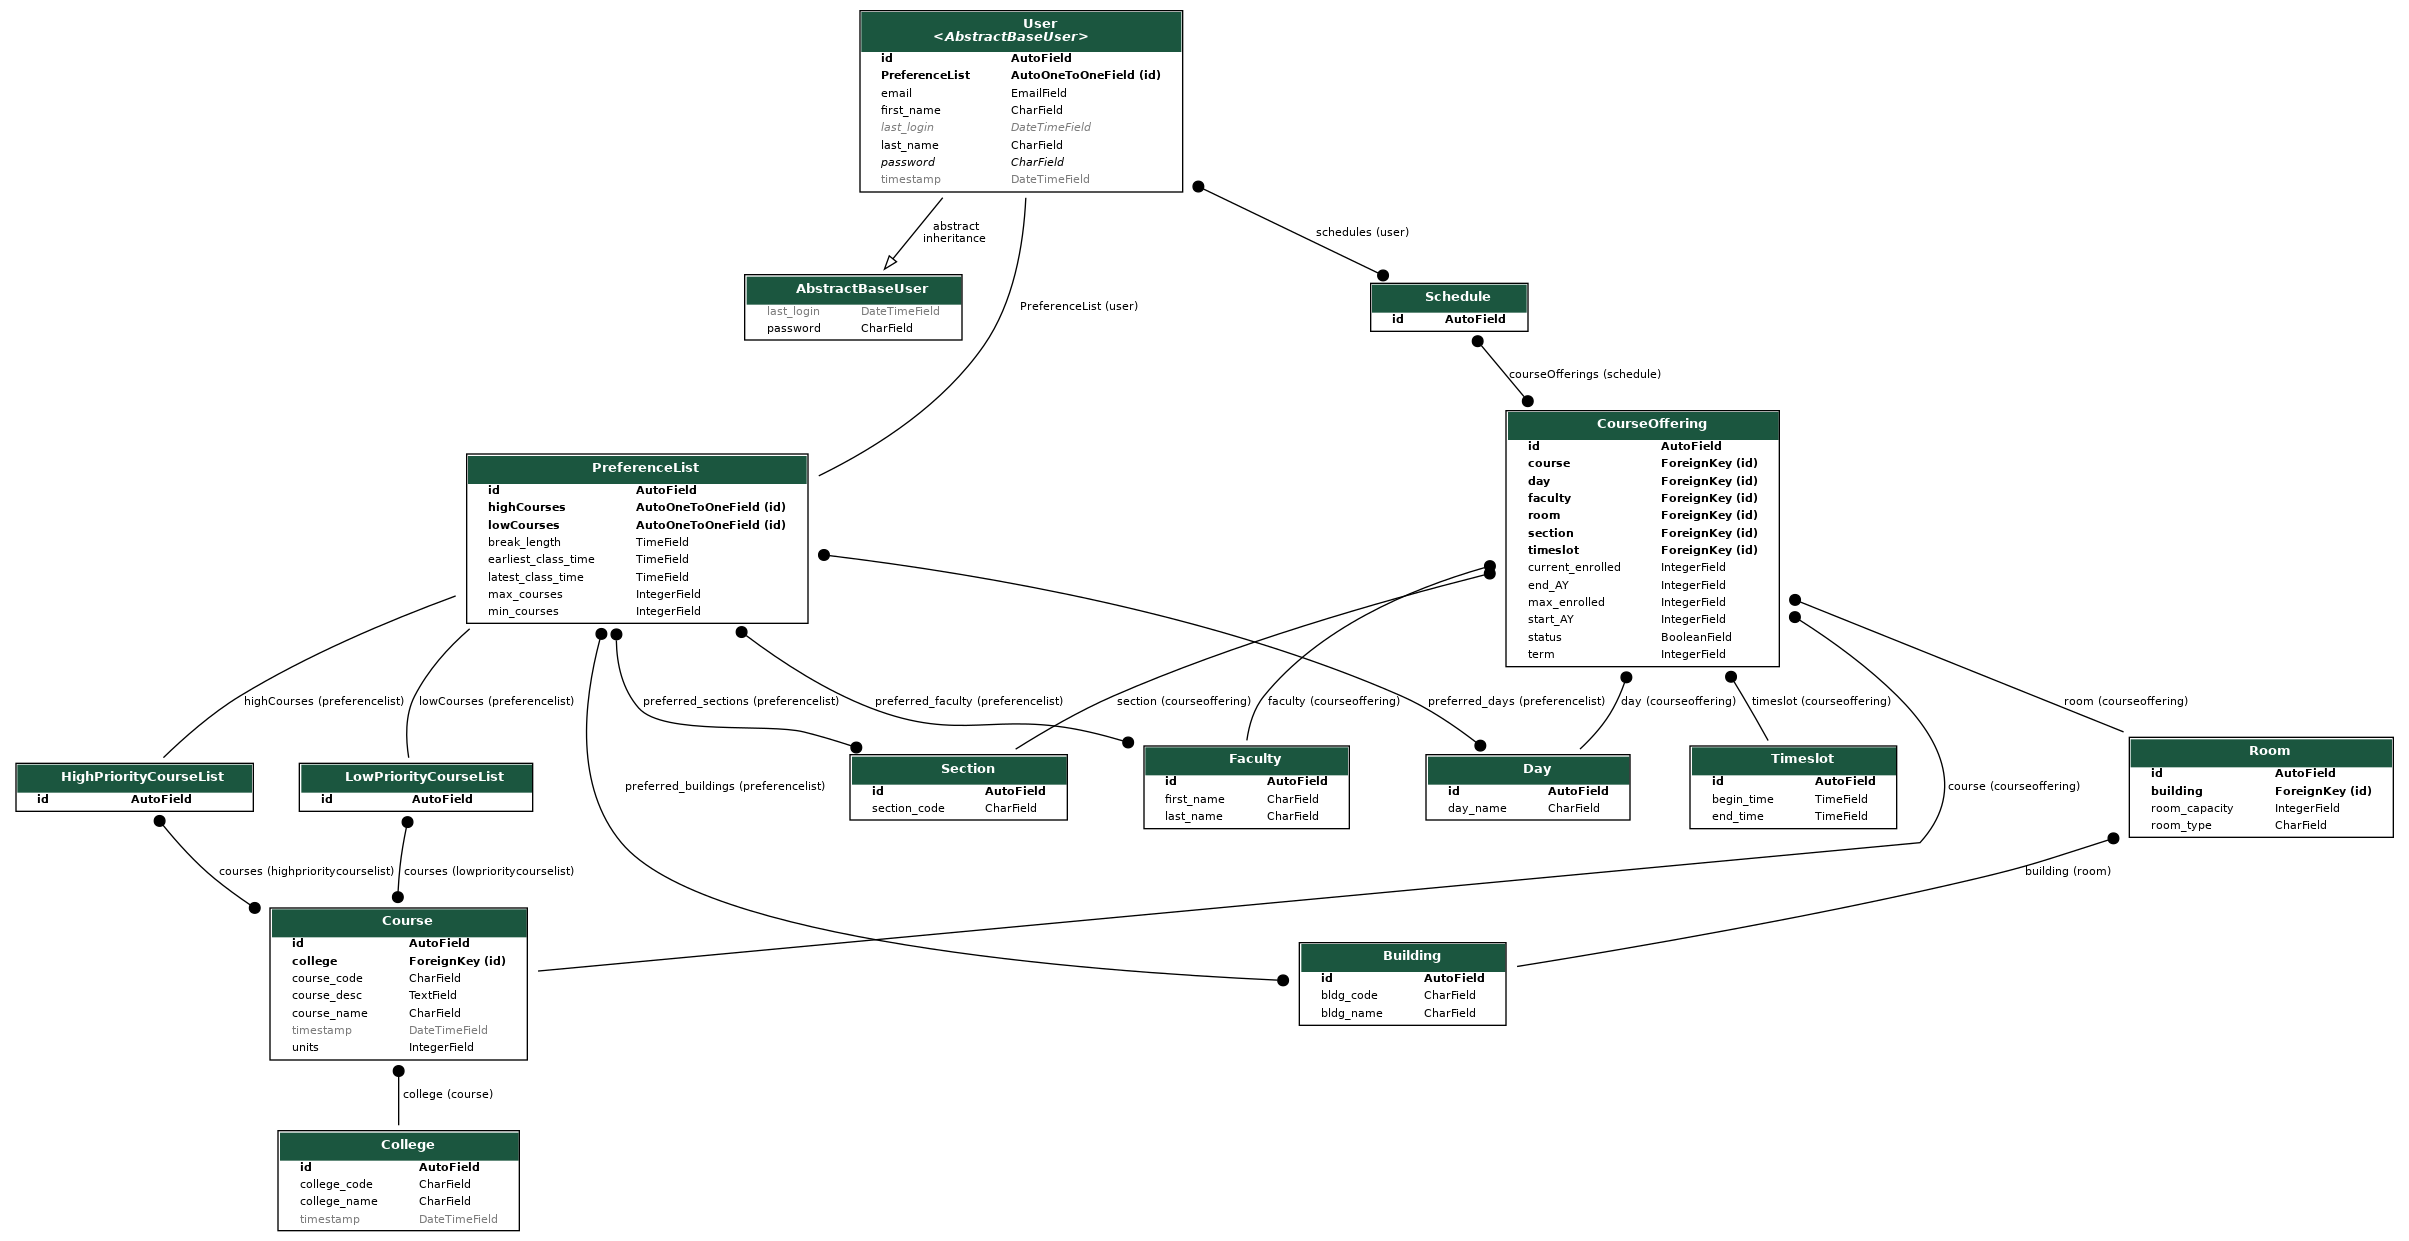 User
<AbstractBaseUser>
id AutoField
PreferenceList AutoOneToOneField (id)
email EmailField
first_name CharField
last_login DateTimeField
last_name CharField
password CharField
timestamp DateTimeField
abstract
inheritance
schedules (user)
AbstractBaseUser
last_login DateTimeField
password CharField
PreferenceList (user)
Schedule
id AutoField
courseOfferings (schedule)
CourseOffering
id AutoField
course ForeignKey (id)
day ForeignKey (id)
faculty ForeignKey (id)
room ForeignKey (id)
section ForeignKey (id)
timeslot ForeignKey (id)
current_enrolled IntegerField
end_AY IntegerField
max_enrolled IntegerField
start_AY IntegerField
status BooleanField
term IntegerField
PreferenceList
id AutoField
highCourses AutoOneToOneField (id)
lowCourses AutoOneToOneField (id)
break_length TimeField
earliest_class_time TimeField
latest_class_time TimeField
max_courses IntegerField
min_courses IntegerField
highCourses (preferencelist)
lowCourses (preferencelist)
preferred_sections (preferencelist)
preferred_faculty (preferencelist)
section (courseoffering)
faculty (courseoffering)
preferred_days (preferencelist)
day (courseoffering)
timeslot (courseoffering)
room (courseoffering)
HighPriorityCourseList
id AutoField
LowPriorityCourseList
id AutoField
preferred_buildings (preferencelist)
Section
id AutoField
section_code CharField
Faculty
id AutoField
first_name CharField
last_name CharField
Day
id AutoField
day_name CharField
Timeslot
id AutoField
begin_time TimeField
end_time TimeField
course (courseoffering)
Room
id AutoField
building ForeignKey (id)
room_capacity IntegerField
room_type CharField
courses (highprioritycourselist)
courses (lowprioritycourselist)
building (room)
Course
id AutoField
college ForeignKey (id)
course_code CharField
course_desc TextField
course_name CharField
timestamp DateTimeField
units IntegerField
Building
id AutoField
bldg_code CharField
bldg_name CharField
college (course)
College
id AutoField
college_code CharField
college_name CharField
timestamp DateTimeField